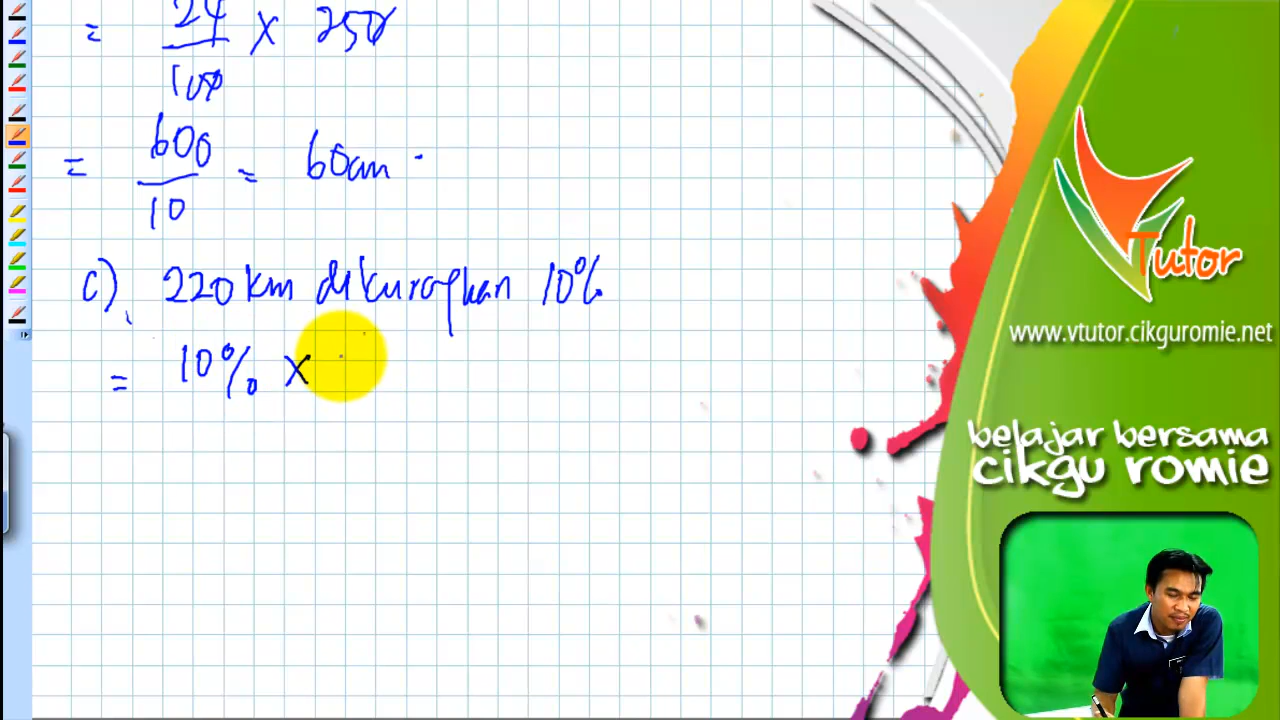 = 24/100 × 250
= 600/10 = 60cm
c). 220 km dikurangkan 10%
= 10% ×
Tutor
www.vtutor.cikguromie.net
belajar bersama
cikgu romie